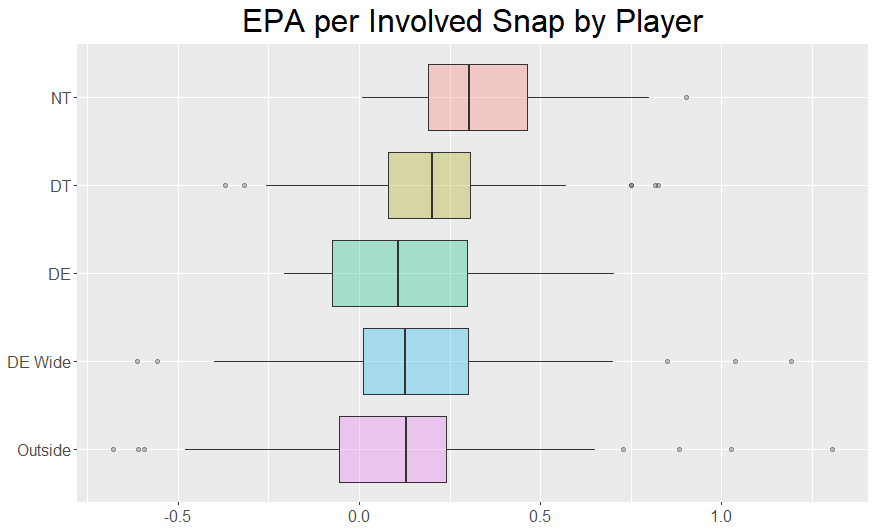 EPA per Involved Snap by Player
NT
DT
DE
DE Wide
Outside
-0.5 0.0 0.5 1.0